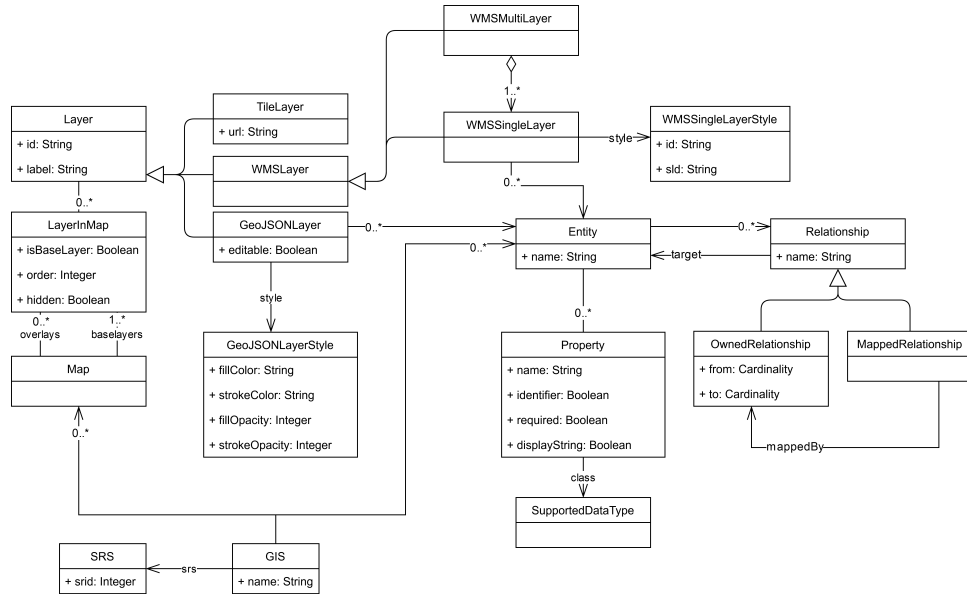 WMSMultiLayer
1..*
Layer
+ id: String
+ label: String
TileLayer
+ url: String
WMSSingleLayer
style
WMSSingleLayerStyle
+ id: String
+ sld: String
WMSLayer
0..*
0..*
LayerInMap
+ isBaseLayer: Boolean
+ order: Integer
+ hidden: Boolean
GeoJSONLayer
+ editable: Boolean
0..*
0..*
Entity
+ name: String
0..*
target
Relationship
+ name: String
style
0..*
overlays
1..*
baselayers
0..*
GeoJSONLayerStyle
+ fillColor: String
+ strokeColor: String
+ fillOpacity: Integer
+ strokeOpacity: Integer
Property
+ name: String
+ identifier: Boolean
+ required: Boolean
+ displayString: Boolean
OwnedRelationship
+ from: Cardinality
+ to: Cardinality
MappedRelationship
Map
0..*
mappedBy
class
SupportedDataType
SRS
+ srid: Integer
srs
GIS
+ name: String